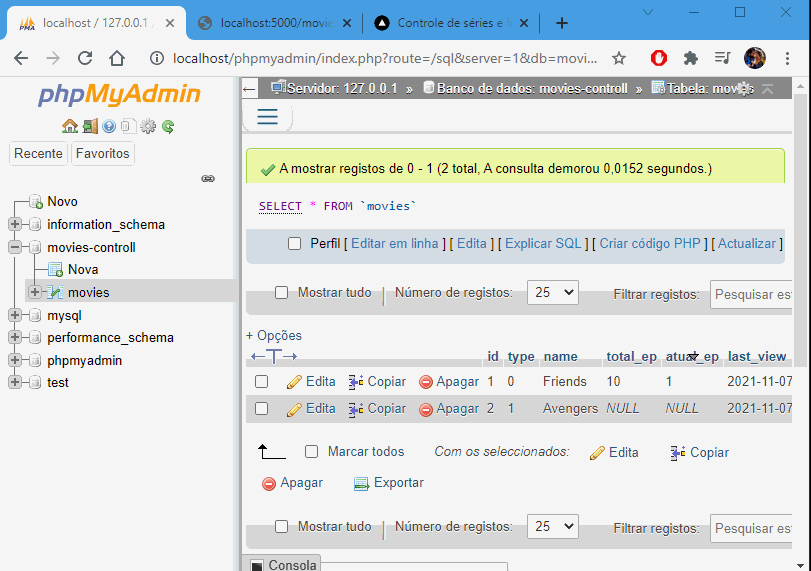 localhost / 127.0.0.1 /
localhost:5000/movie
Controle de séries e fi
localhost/phpmyadmin/index.php?route=/sql&server=1&db=movi...
phpMyAdmin
Recente
Favoritos
Novo
information_schema
movies-controll
Nova
movies
mysql
performance_schema
phpmyadmin
test
Servidor: 127.0.0.1 » Banco de dados: movies-controll » Tabela: movies
A mostrar registos de 0 - 1 (2 total, A consulta demorou 0,0152 segundos.)
SELECT * FROM `movies`
Perfil [ Editar em linha ] [ Edita ] [ Explicar SQL ] [ Criar código PHP ] [ Actualizar ]
Mostrar tudo | Número de registos: 25 Filtrar registos: Pesquisar est
+ Opções
id type name total_ep atual_ep last_view
Edita Copiar Apagar 1 0 Friends 10 1 2021-11-07
Edita Copiar Apagar 2 1 Avengers NULL NULL 2021-11-07
Marcar todos Com os seleccionados: Edita Copiar
Apagar Exportar
Mostrar tudo | Número de registos: 25 Filtrar registos: Pesquisar est
Consola